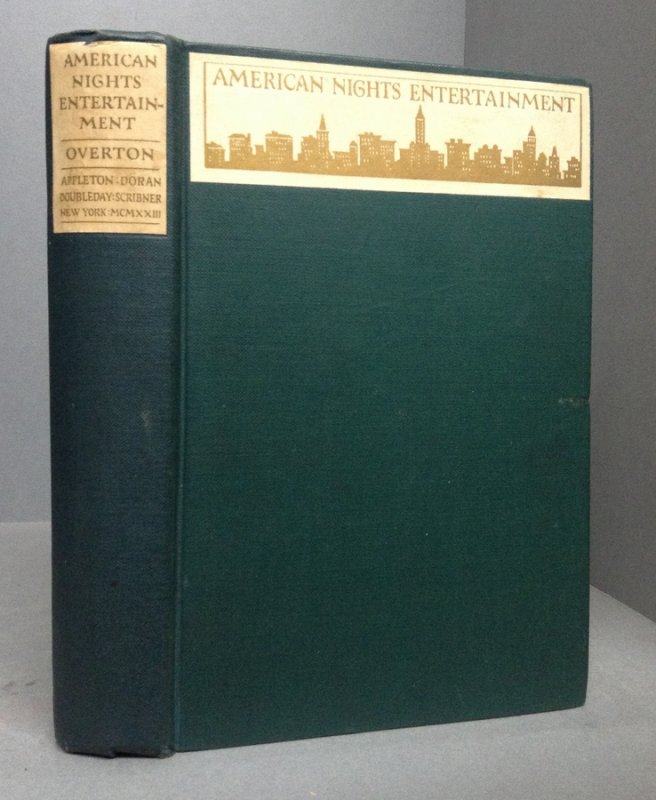 AMERICAN
NIGHTS
ENTERTAIN-
MENT
OVERTON
APPLETON:DORAN
DOUBLEDAY:SCRIBNER
NEW YORK:MCMXXIII
AMERICAN NIGHTS ENTERTAINMENT